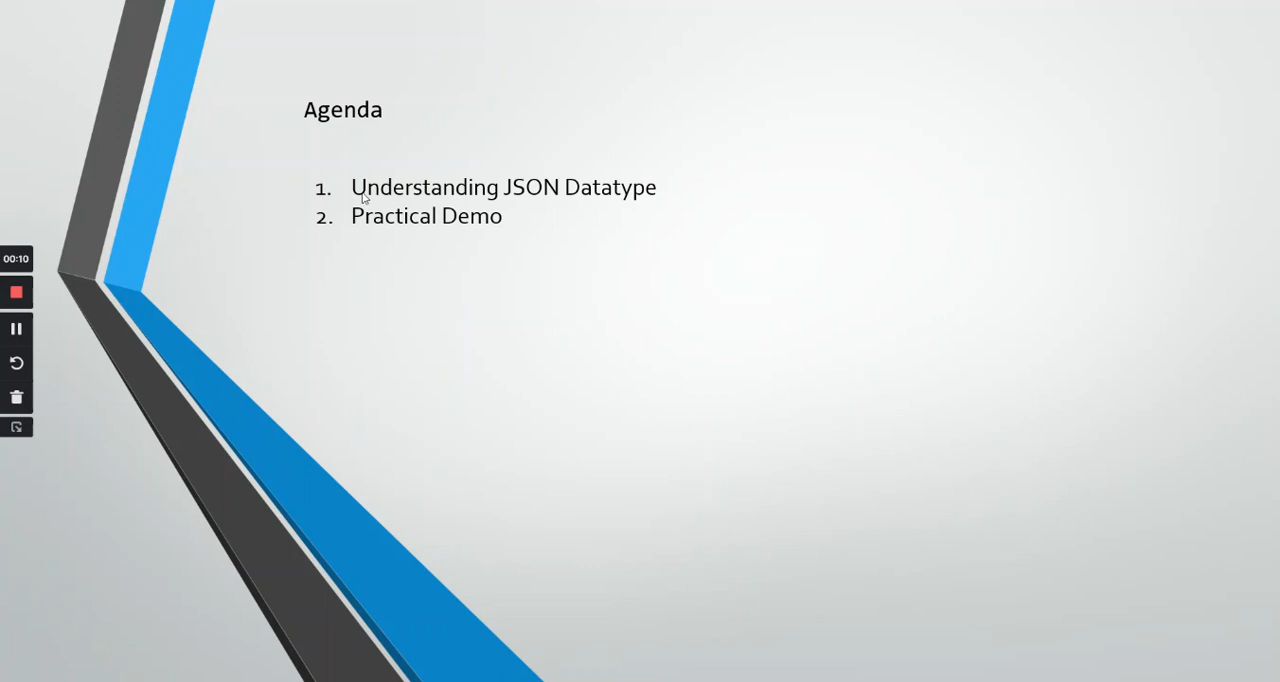 Agenda
1. Understanding JSON Datatype
2. Practical Demo
00:10